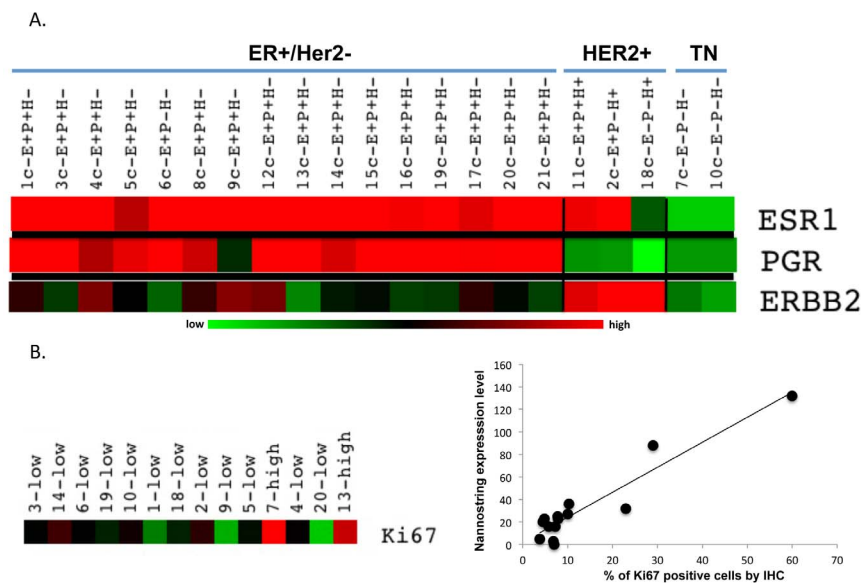 A.
ER+/Her2-
HER2+
TN
1c-E+P+H-
3c-E+P+H-
4c-E+P+H-
5c-E+P+H-
6c-E+P-H-
8c-E+P+H-
9c-E+P+H-
12c-E+P+H-
13c-E+P+H-
14c-E+P+H-
15c-E+P+H-
16c-E+P+H-
19c-E+P+H-
17c-E+P+H-
20c-E+P+H-
21c-E+P+H-
11c-E+P+H+
2c-E+P-H+
18c-E-P-H+
7c-E-P-H-
10c-E-P-H-
ESR1
PGR
ERBB2
low
high
B.
3-low
14-low
6-low
19-low
10-low
1-low
18-low
2-low
9-low
5-low
7-high
4-low
20-low
13-high
Ki67
Nannostring expresssion level
160
140
120
100
80
60
40
20
0
0 10 20 30 40 50 60 70
% of Ki67 positive cells by IHC